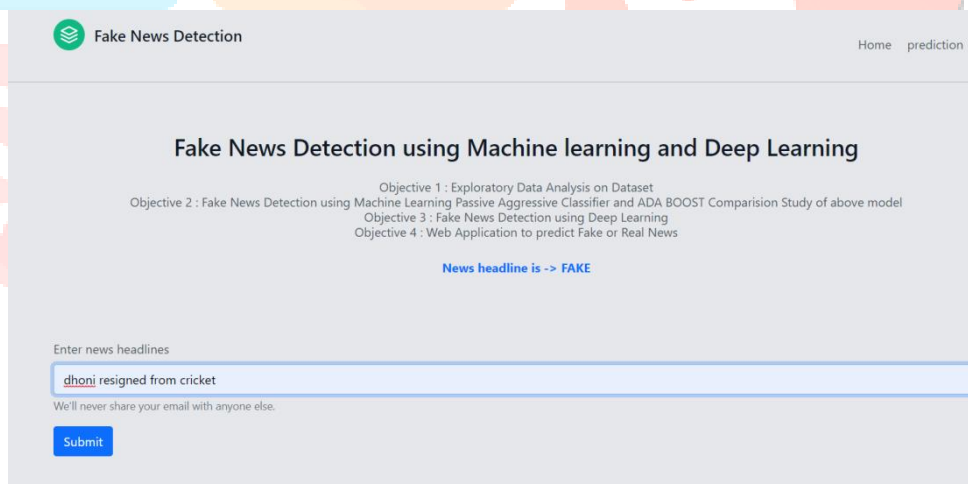 Fake News Detection
Home prediction
Fake News Detection using Machine learning and Deep Learning
Objective 1 : Exploratory Data Analysis on Dataset
Objective 2 : Fake News Detection using Machine Learning Passive Aggressive Classifier and ADA BOOST Comparision Study of above model
Objective 3 : Fake News Detection using Deep Learning
Objective 4 : Web Application to predict Fake or Real News
News headline is -> FAKE
Enter news headlines
dhoni resigned from cricket
We'll never share your email with anyone else.
Submit